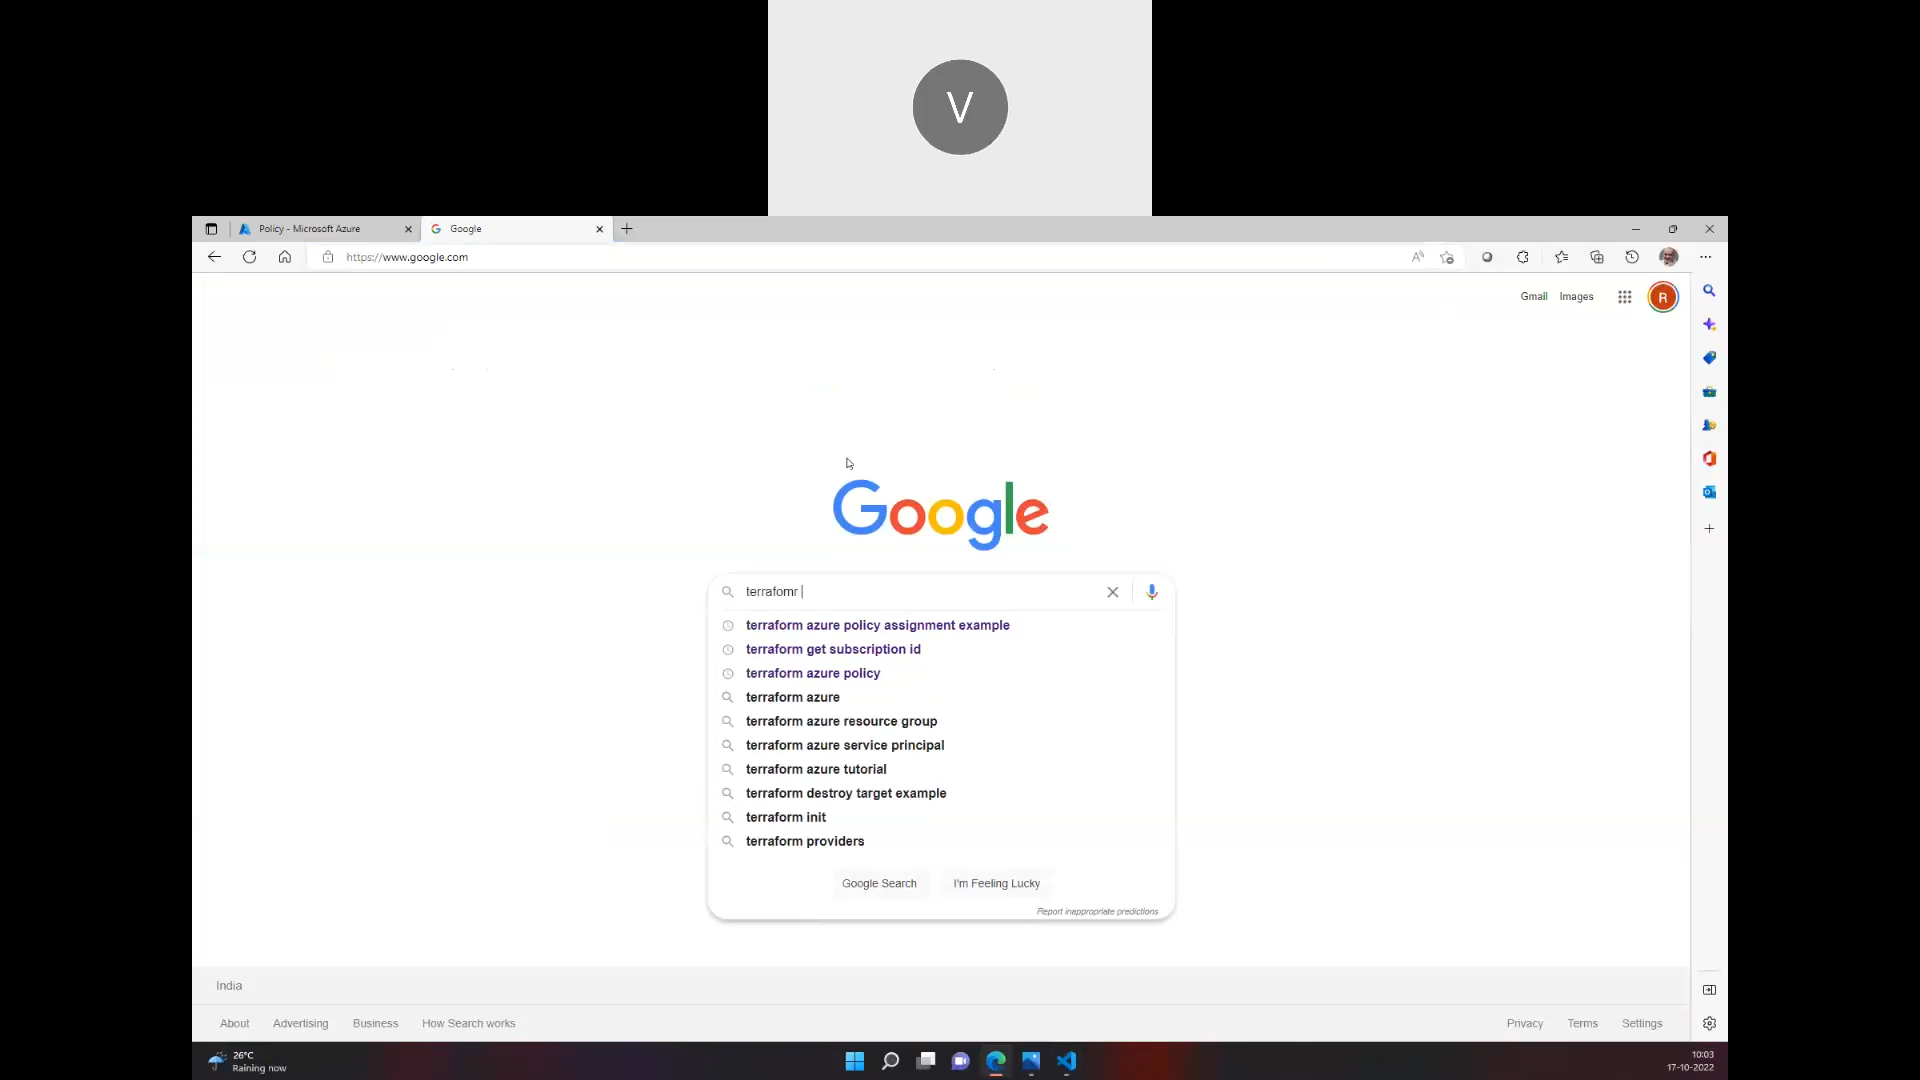 V
Policy - Microsoft Azure
Google
https://www.google.com
Gmail Images
R
Google
terrafomr
terraform azure policy assignment example
terraform get subscription id
terraform azure policy
terraform azure
terraform azure resource group
terraform azure service principal
terraform azure tutorial
terraform destroy target example
terraform init
terraform providers
Google Search I'm Feeling Lucky
Report inappropriate predictions
India
About Advertising Business How Search works Privacy Terms Settings
26°C
Raining now
10:03
17-10-2022